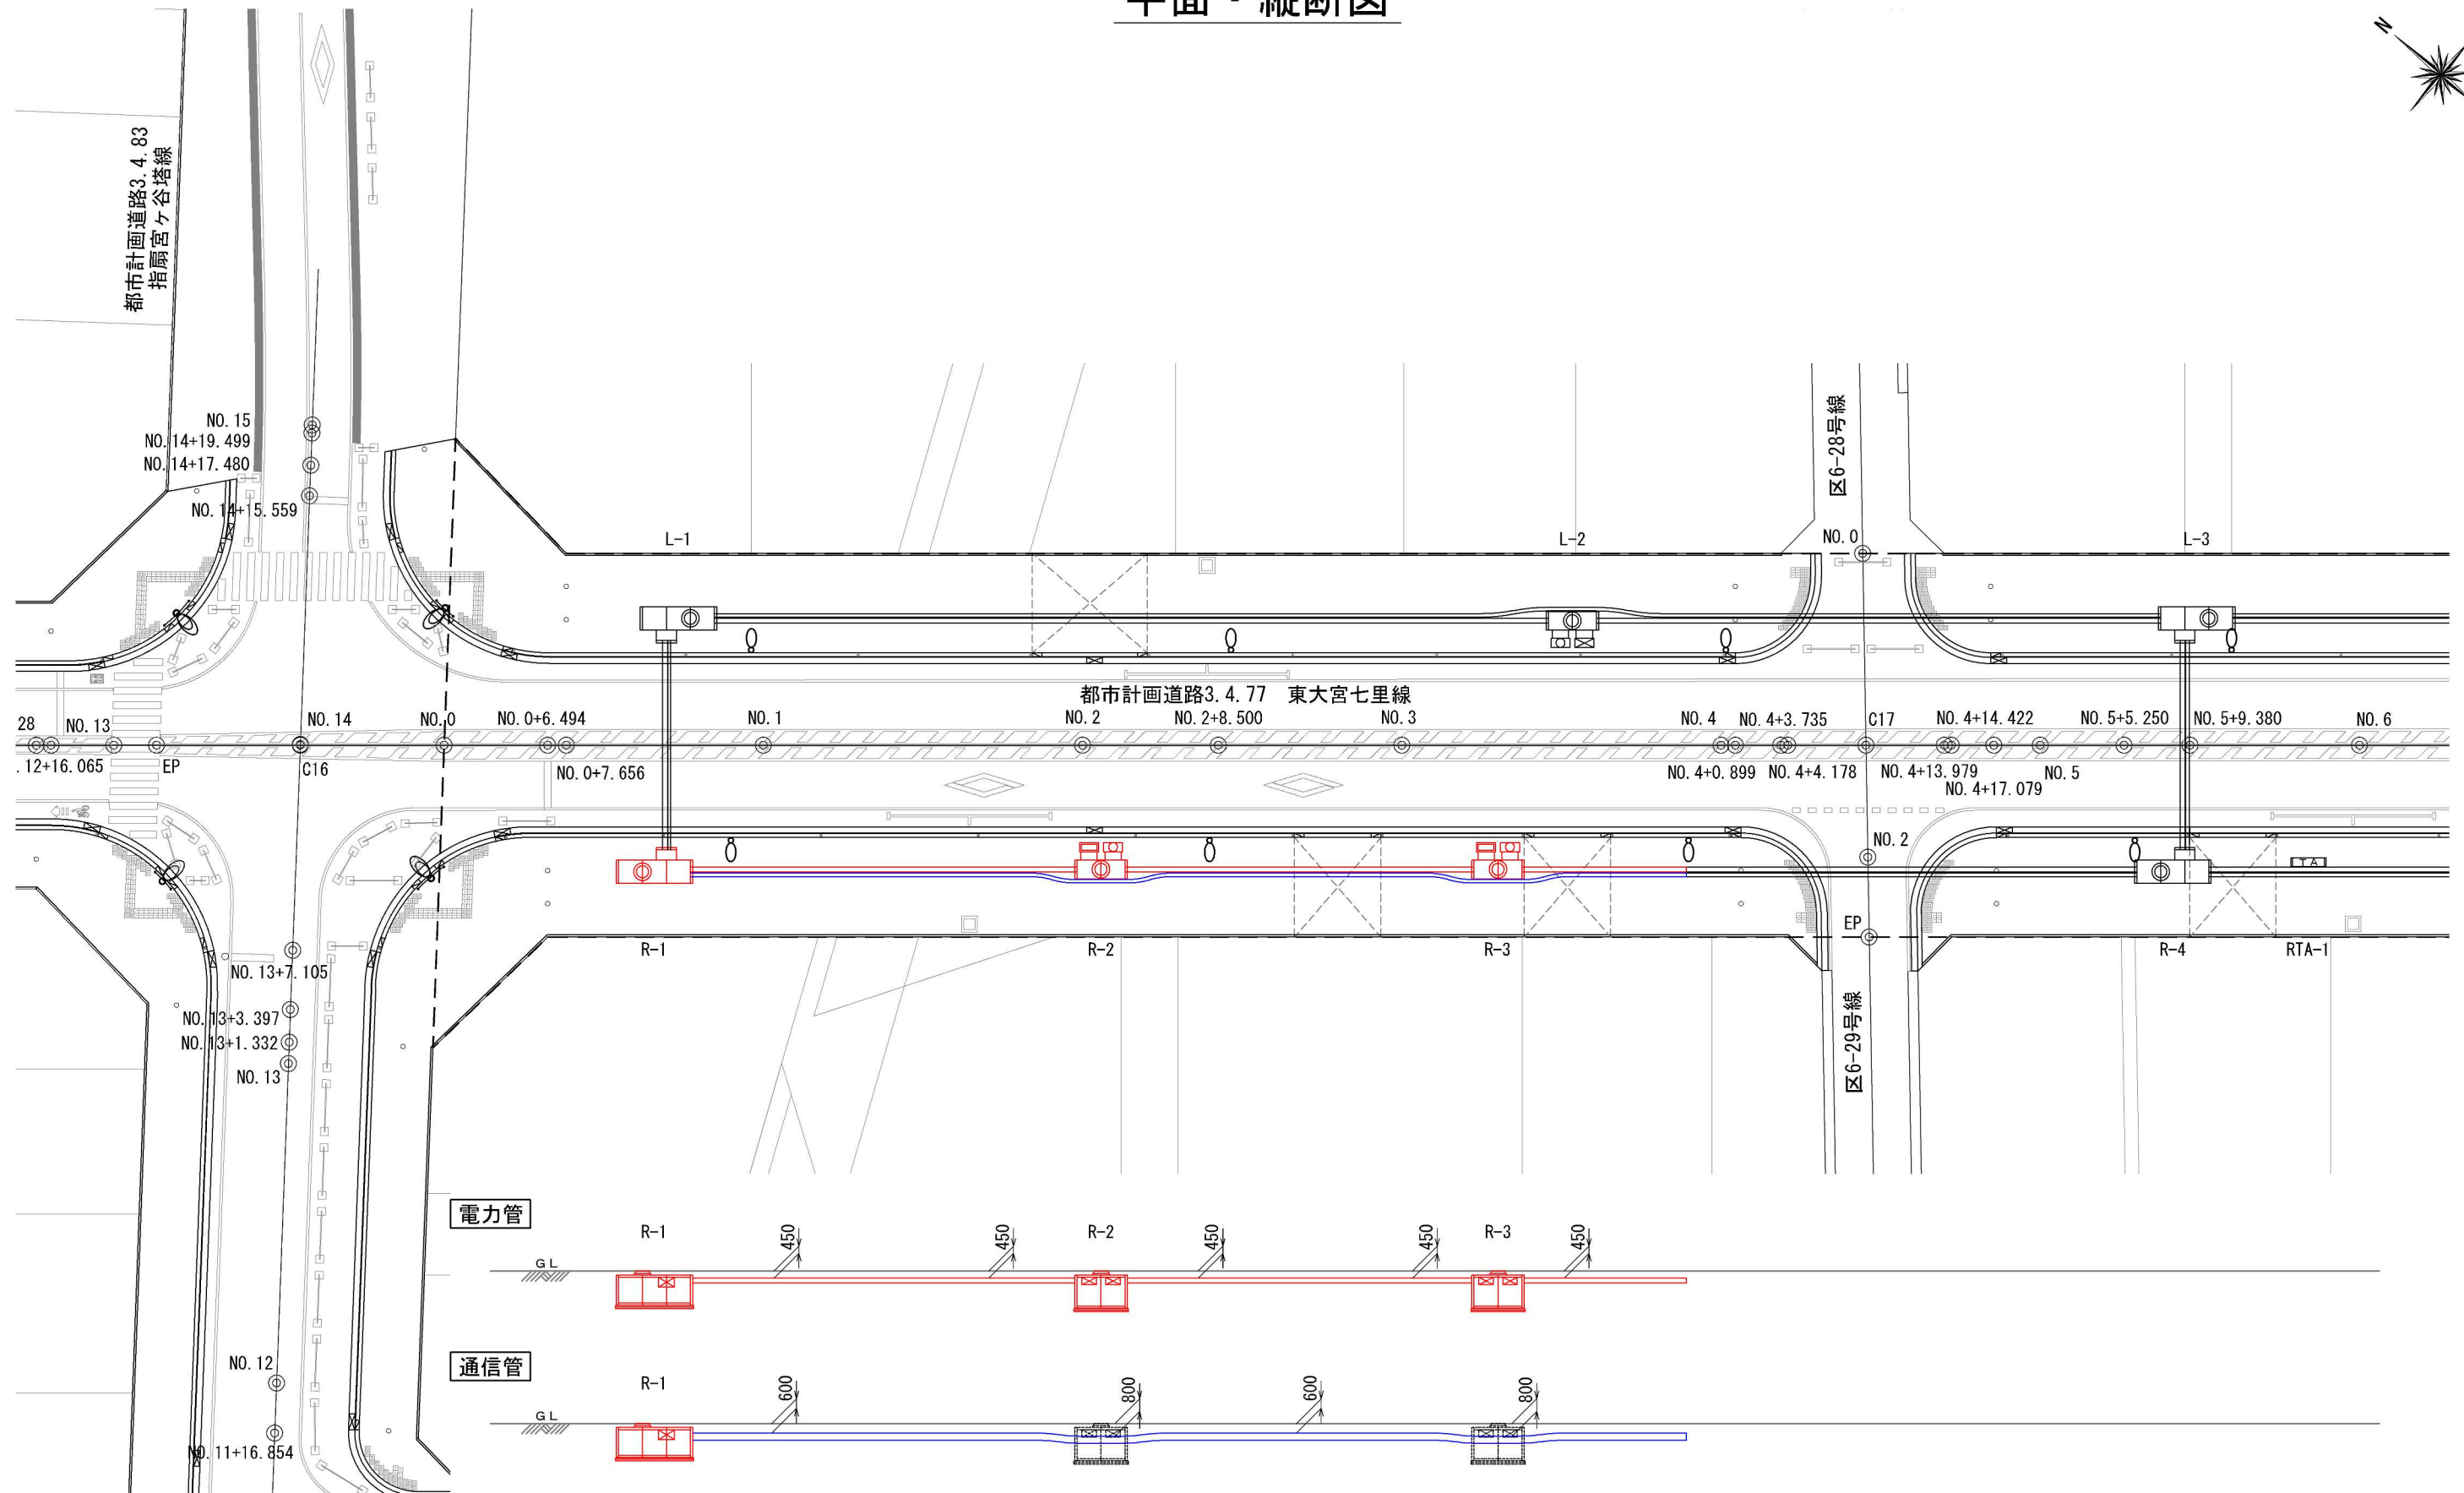 平面・縦断図
N
都市計画道路3.4.83
指扇宮ヶ谷塔線
NO.15
NO.14+19.499
NO.14+17.480
NO.14+15.559
区6-28号線
L-1
L-2
NO.0
L-3
都市計画道路3.4.77 東大宮七里線
28
NO.13
NO.14
NO.0
NO.0+6.494
NO.1
NO.2
NO.2+8.500
NO.3
NO.4
NO.4+3.735
C17
NO.4+14.422
NO.5+5.250
NO.5+9.380
NO.6
.12+16.065
EP
C16
NO.0+7.656
NO.4+0.899
NO.4+4.178
NO.4+13.979
NO.5
NO.4+17.079
NO.2
TA
EP
R-1
R-2
R-3
R-4
RTA-1
NO.13+7.105
NO.13+3.397
NO.13+1.332
NO.13
区6-29号線
電力管
R-1
450
450
R-2
450
450
R-3
450
GL
NO.12
通信管
R-1
600
800
600
800
GL
NO.11+16.854